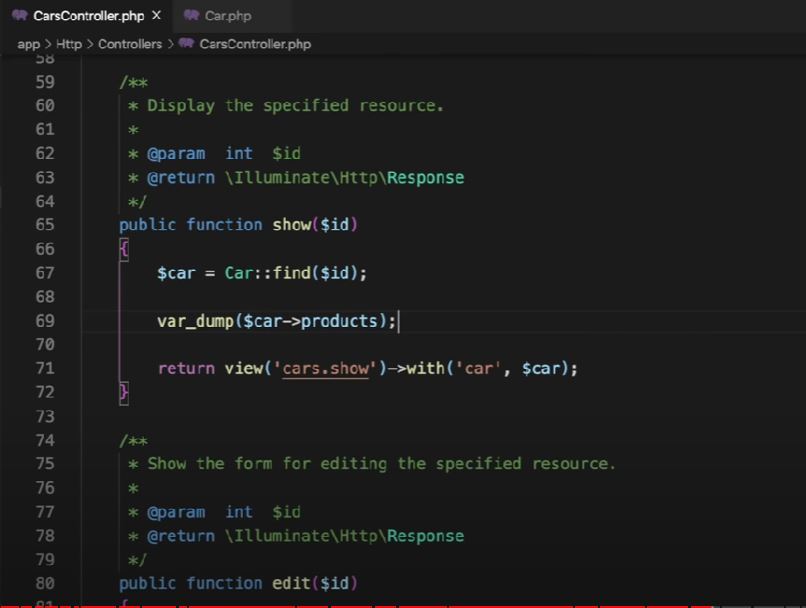 CarsController.php × Car.php
app > Http > Controllers > CarsController.php
58
59 /**
60 * Display the specified resource.
61 *
62 * @param  int  $id
63 * @return \Illuminate\Http\Response
64 */
65 public function show($id)
66 {
67 $car = Car::find($id);
68
69 var_dump($car->products);
70
71 return view('cars.show')->with('car', $car);
72 }
73
74 /**
75 * Show the form for editing the specified resource.
76 *
77 * @param  int  $id
78 * @return \Illuminate\Http\Response
79 */
80 public function edit($id)
81 {